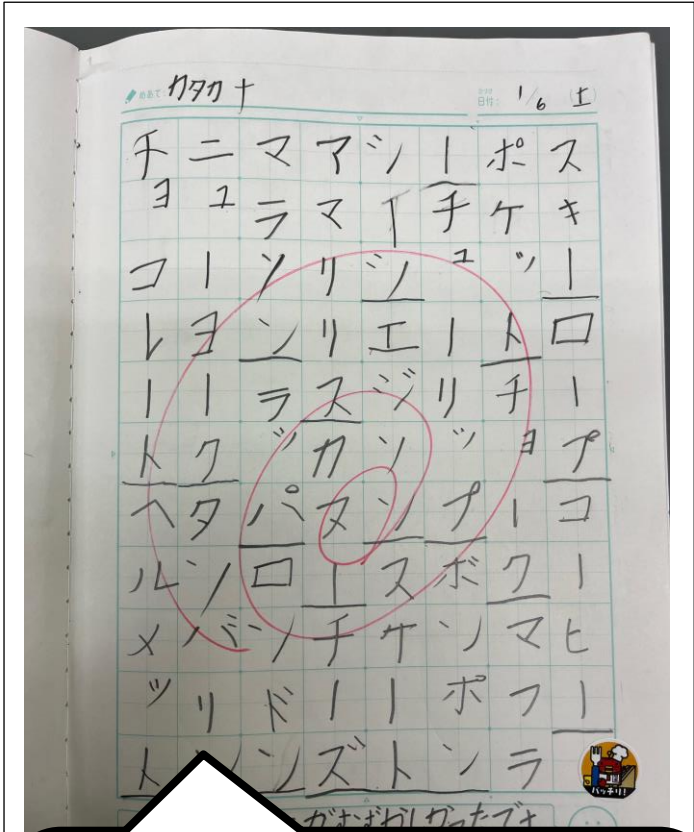 めあて：カタカナ
日付： 1/6 (土)
スキーロープコーヒー
ポケットチョークマフラ
ーチューリップボンポン
エジソンスケート
アマリリスカヌーチーズ
マラソンラッパロンドン
ニューヨークタンバリン
チョコレートヘルメット
バッチリ！